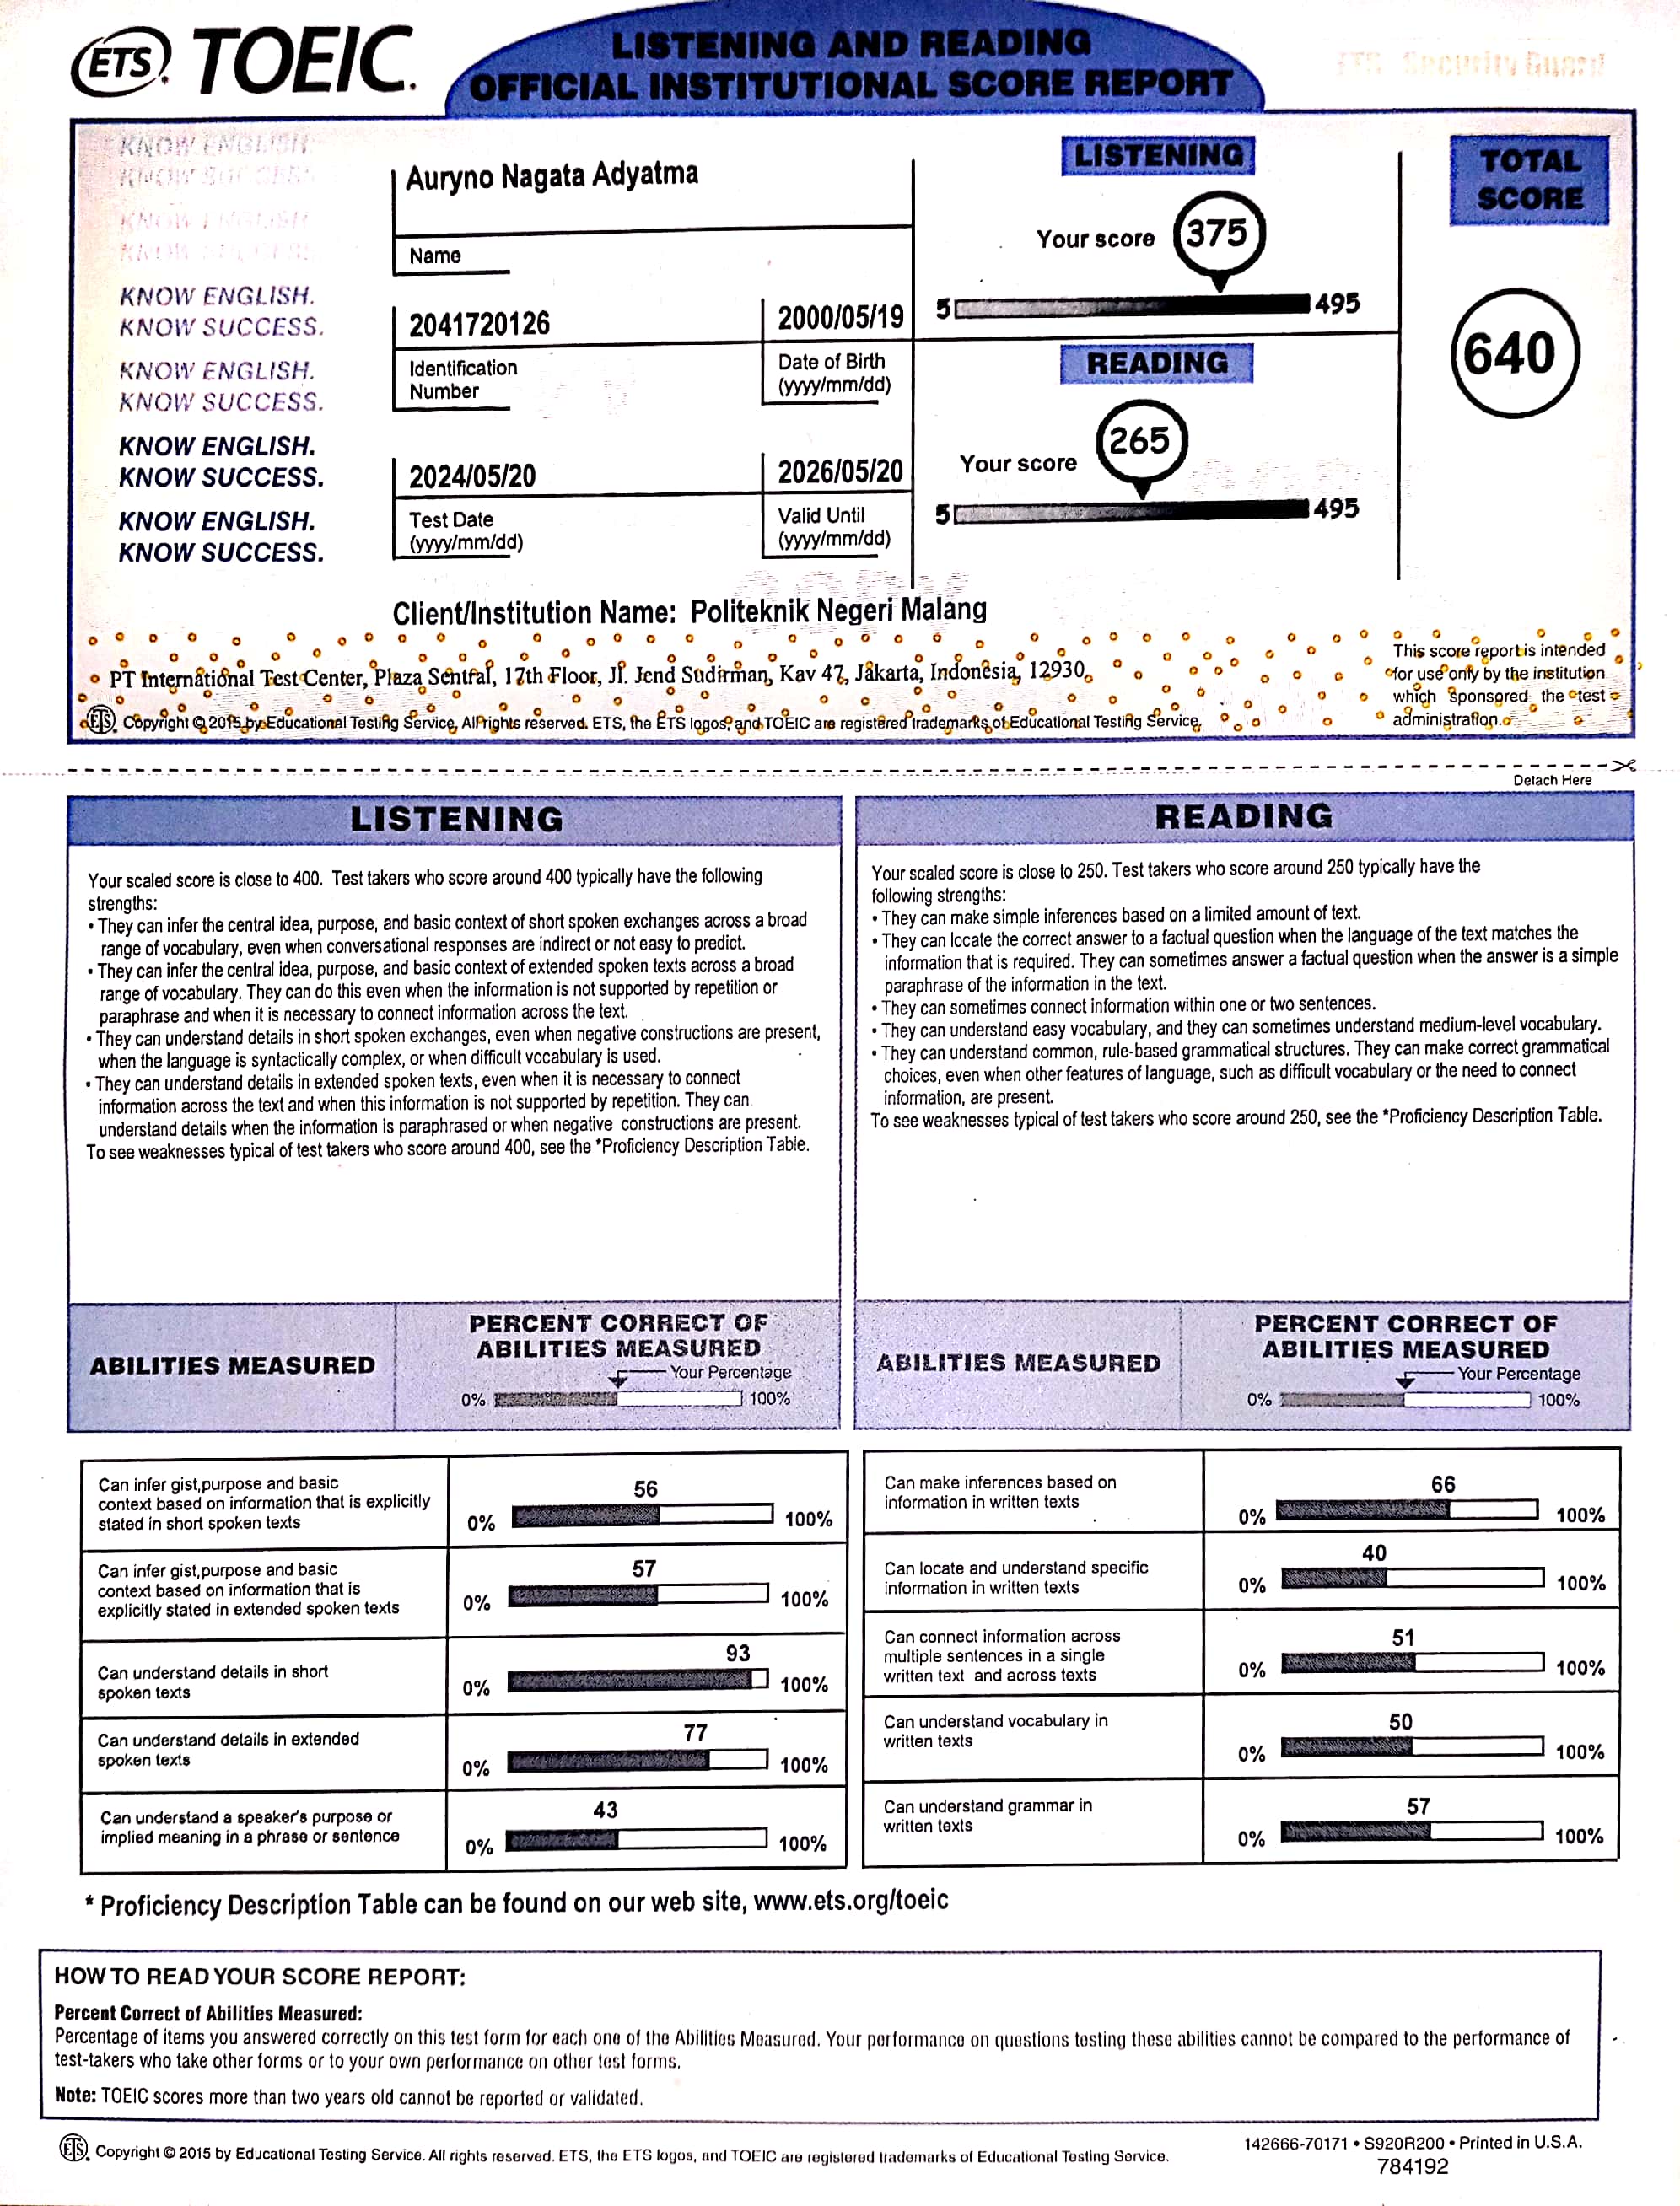 ETS TOEIC.
LISTENING AND READING
OFFICIAL INSTITUTIONAL SCORE REPORT
ETS Security Guard
KNOW ENGLISH.
KNOW SUCCESS.
KNOW ENGLISH.
KNOW SUCCESS.
KNOW ENGLISH.
KNOW SUCCESS.
KNOW ENGLISH.
KNOW SUCCESS.
KNOW ENGLISH.
KNOW SUCCESS.
KNOW ENGLISH.
KNOW SUCCESS.
Auryno Nagata Adyatma
Name
2041720126
Identification
Number
2000/05/19
Date of Birth
(yyyy/mm/dd)
2024/05/20
Test Date
(yyyy/mm/dd)
2026/05/20
Valid Until
(yyyy/mm/dd)
LISTENING
Your score 375
5 495
READING
Your score 265
5 495
TOTAL
SCORE
640
Client/Institution Name: Politeknik Negeri Malang
PT International Test Center, Plaza Sentral, 17th Floor, Jl. Jend Sudirman, Kav 47, Jakarta, Indonesia, 12930,
ETS. Copyright © 2015 by Educational Testing Service, All rights reserved. ETS, the ETS logos, and TOEIC are registered trademarks of Educational Testing Service,
This score report is intended
for use only by the institution
which sponsored the test
administration.
Detach Here
LISTENING
Your scaled score is close to 400. Test takers who score around 400 typically have the following
strengths:
• They can infer the central idea, purpose, and basic context of short spoken exchanges across a broad
range of vocabulary, even when conversational responses are indirect or not easy to predict.
• They can infer the central idea, purpose, and basic context of extended spoken texts across a broad
range of vocabulary. They can do this even when the information is not supported by repetition or
paraphrase and when it is necessary to connect information across the text.
• They can understand details in short spoken exchanges, even when negative constructions are present,
when the language is syntactically complex, or when difficult vocabulary is used.
• They can understand details in extended spoken texts, even when it is necessary to connect
information across the text and when this information is not supported by repetition. They can
understand details when the information is paraphrased or when negative constructions are present.
To see weaknesses typical of test takers who score around 400, see the *Proficiency Description Table.
READING
Your scaled score is close to 250. Test takers who score around 250 typically have the
following strengths:
• They can make simple inferences based on a limited amount of text.
• They can locate the correct answer to a factual question when the language of the text matches the
information that is required. They can sometimes answer a factual question when the answer is a simple
paraphrase of the information in the text.
• They can sometimes connect information within one or two sentences.
• They can understand easy vocabulary, and they can sometimes understand medium-level vocabulary.
• They can understand common, rule-based grammatical structures. They can make correct grammatical
choices, even when other features of language, such as difficult vocabulary or the need to connect
information, are present.
To see weaknesses typical of test takers who score around 250, see the *Proficiency Description Table.
ABILITIES MEASURED
PERCENT CORRECT OF
ABILITIES MEASURED
Your Percentage
0% 100%
Can infer gist,purpose and basic
context based on information that is explicitly
stated in short spoken texts
56
0% 100%
Can infer gist,purpose and basic
context based on information that is
explicitly stated in extended spoken texts
57
0% 100%
Can understand details in short
spoken texts
93
0% 100%
Can understand details in extended
spoken texts
77
0% 100%
Can understand a speaker's purpose or
implied meaning in a phrase or sentence
43
0% 100%
ABILITIES MEASURED
PERCENT CORRECT OF
ABILITIES MEASURED
Your Percentage
0% 100%
Can make inferences based on
information in written texts
66
0% 100%
Can locate and understand specific
information in written texts
40
0% 100%
Can connect information across
multiple sentences in a single
written text and across texts
51
0% 100%
Can understand vocabulary in
written texts
50
0% 100%
Can understand grammar in
written texts
57
0% 100%
* Proficiency Description Table can be found on our web site, www.ets.org/toeic
HOW TO READ YOUR SCORE REPORT:
Percent Correct of Abilities Measured:
Percentage of items you answered correctly on this test form for each one of the Abilities Measured. Your performance on questions testing these abilities cannot be compared to the performance of
test-takers who take other forms or to your own performance on other test forms.
Note: TOEIC scores more than two years old cannot be reported or validated.
ETS. Copyright © 2015 by Educational Testing Service. All rights reserved. ETS, the ETS logos, and TOEIC are registered trademarks of Educational Testing Service.
142666-70171 • S920R200 • Printed in U.S.A.
784192